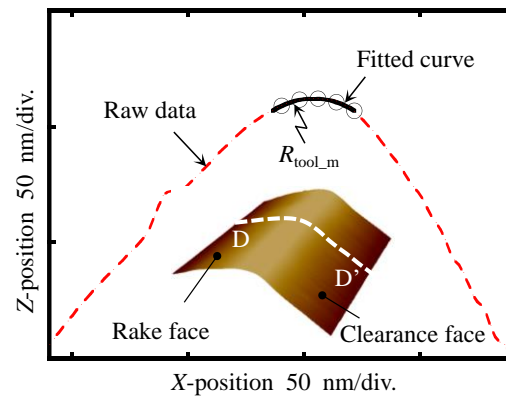 Fitted curve
Raw data
R_tool_m
D
D'
Rake face
Clearance face
Z-position 50 nm/div.
X-position 50 nm/div.